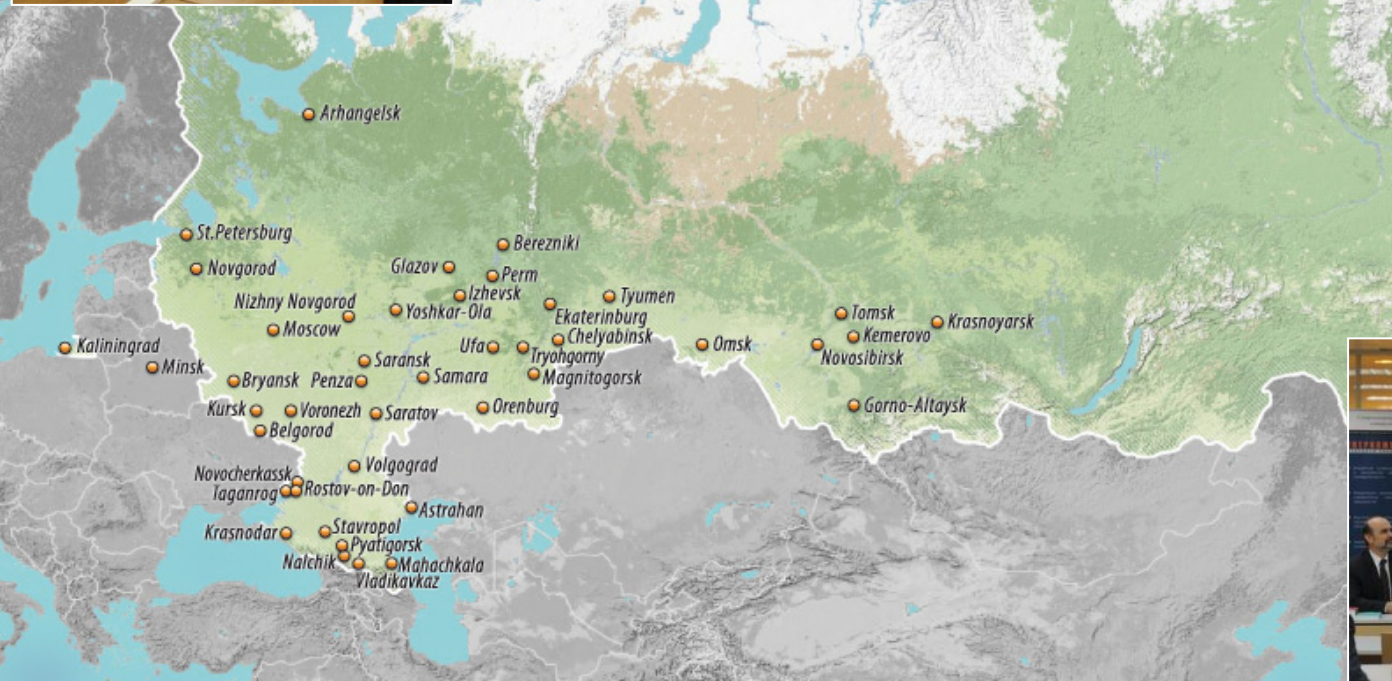 Arhangelsk
St.Petersburg
Berezniki
Novgorod
Glazov
Perm
Nizhny Novgorod
Izhevsk
Tyumen
Yoshkar-Ola
Ekaterinburg
Tomsk
Krasnoyarsk
Moscow
Chelyabinsk
Kemerovo
Kaliningrad
Ufa
Tryohgorny
Omsk
Novosibirsk
Minsk
Saransk
Bryansk
Penza
Samara
Magnitogorsk
Kursk
Voronezh
Saratov
Orenburg
Gorno-Altaysk
Belgorod
Volgograd
Novocherkassk
Taganrog
Rostov-on-Don
Astrahan
Krasnodar
Stavropol
Pyatigorsk
Nalchik
Mahachkala
Vladikavkaz